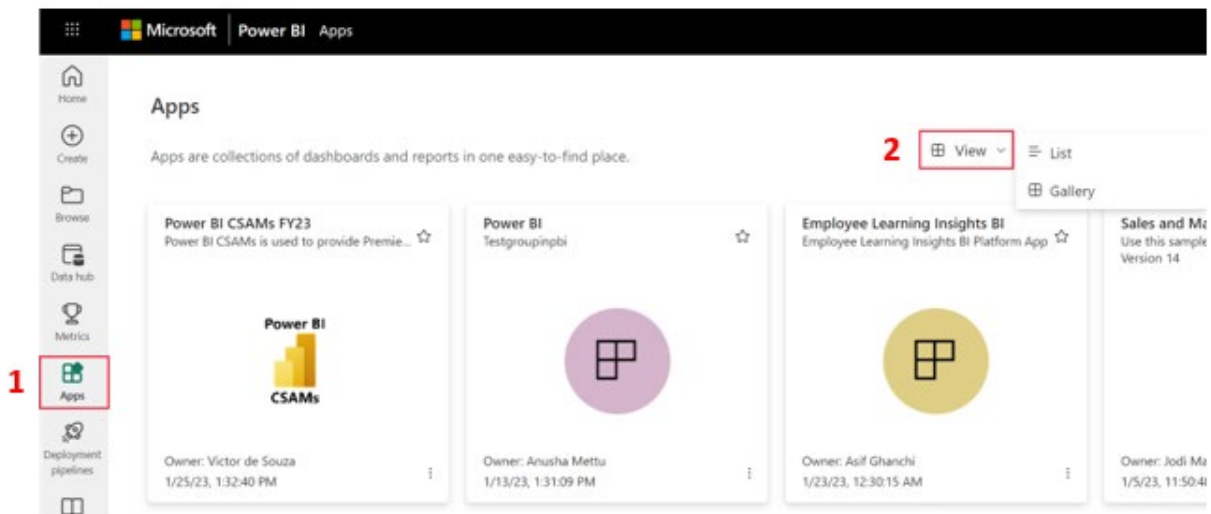 Microsoft Power BI Apps
Home
Create
Browse
Data hub
Metrics
1
Apps
Deployment
pipelines
Apps
Apps are collections of dashboards and reports in one easy-to-find place.
2
View
List
Gallery
Power BI CSAMs FY23
Power BI CSAMs is used to provide Premie...
Power BI
CSAMs
Owner: Victor de Souza
1/25/23, 1:32:40 PM
Power BI
Testgroupinpbi
Owner: Anusha Mettu
1/13/23, 1:31:09 PM
Employee Learning Insights BI
Employee Learning Insights BI Platform App
Owner: Asif Ghanchi
1/23/23, 12:30:15 AM
Sales and Ma
Use this sample
Version 14
Owner: Jodi Ma
1/5/23, 11:50:4